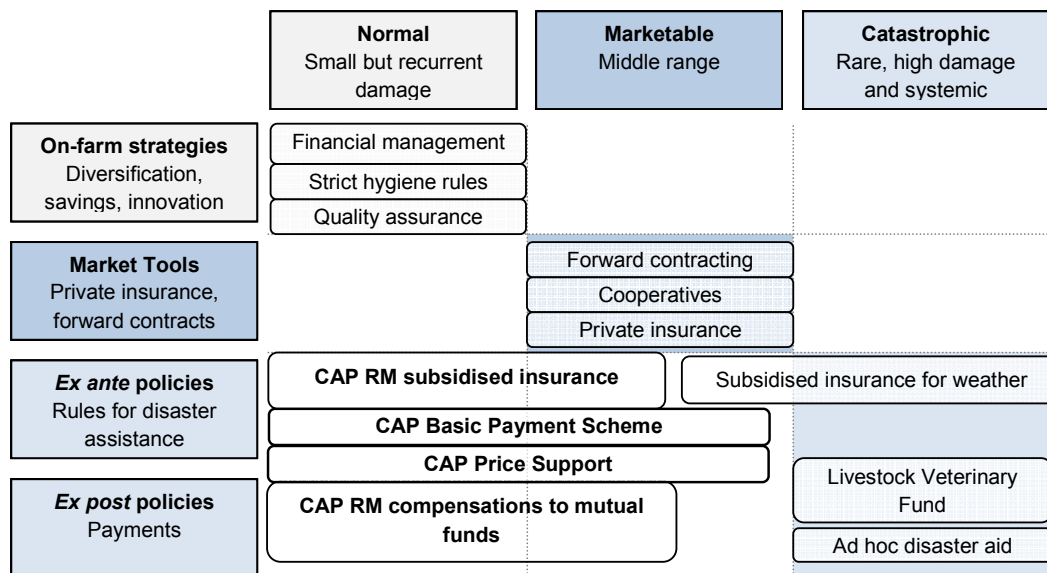 Normal
Small but recurrent
damage
Marketable
Middle range
Catastrophic
Rare, high damage
and systemic
On-farm strategies
Diversification,
savings, innovation
Financial management
Strict hygiene rules
Quality assurance
Market Tools
Private insurance,
forward contracts
Forward contracting
Cooperatives
Private insurance
Ex ante policies
Rules for disaster
assistance
CAP RM subsidised insurance
Subsidised insurance for weather
CAP Basic Payment Scheme
CAP Price Support
Ex post policies
Payments
CAP RM compensations to mutual
funds
Livestock Veterinary
Fund
Ad hoc disaster aid